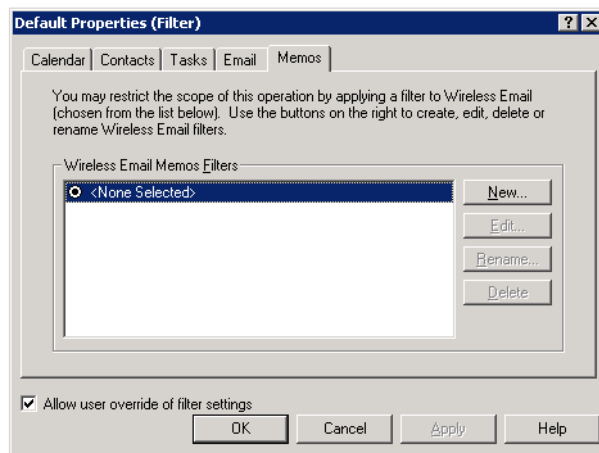 Default Properties (Filter)
Calendar Contacts Tasks Email Memos
You may restrict the scope of this operation by applying a filter to Wireless Email
(chosen from the list below). Use the buttons on the right to create, edit, delete or
rename Wireless Email filters.
Wireless Email Memos Filters
<None Selected>
New...
Edit...
Rename...
Delete
Allow user override of filter settings
OK Cancel Apply Help